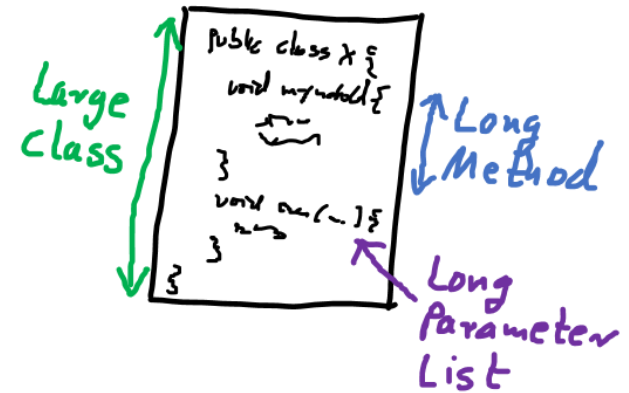 Large
Class
public class X {
void mymethod {
}
void
(...) {
}
}
Long
Method
Long
Parameter
List